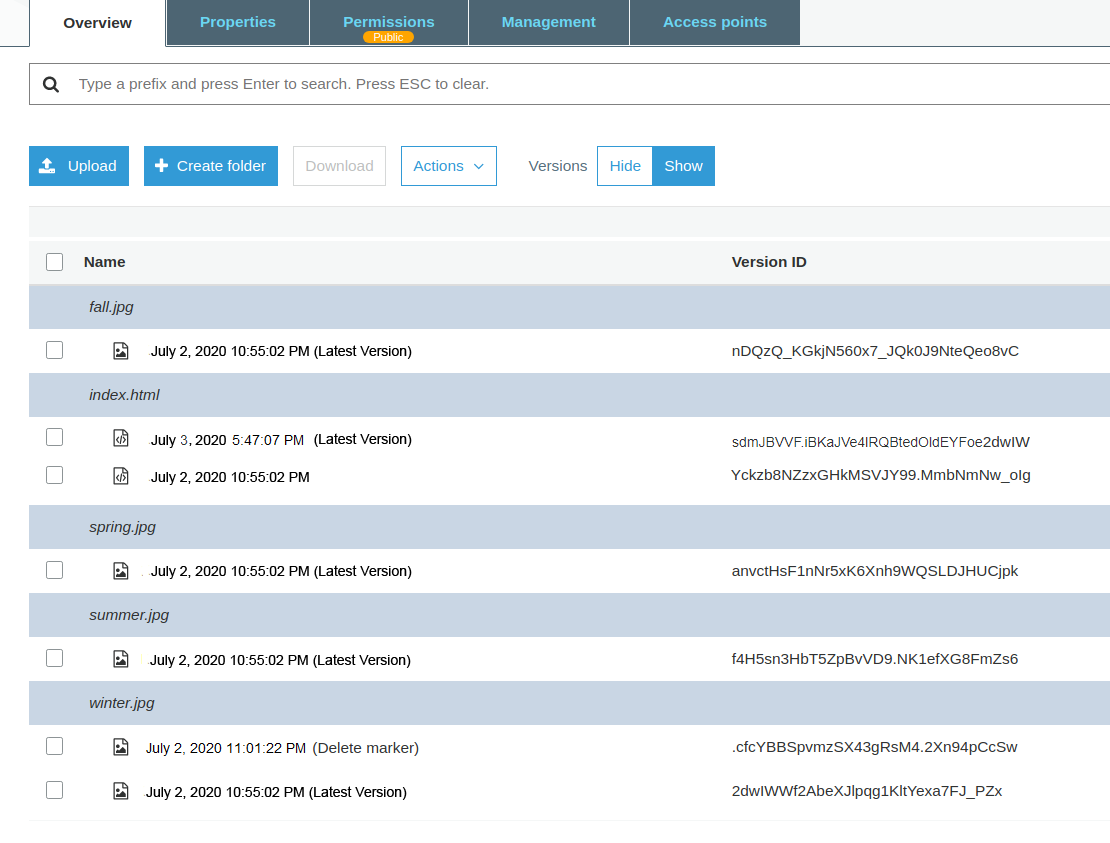 Overview Properties Permissions Management Access points
Public
Type a prefix and press Enter to search. Press ESC to clear.
Upload Create folder Download Actions Versions Hide Show
Name Version ID
fall.jpg
July 2, 2020 10:55:02 PM (Latest Version) nDQzQ_KGkjN560x7_JQk0J9NteQeo8vC
index.html
July 3, 2020 5:47:07 PM (Latest Version) sdmJBVVF.iBKaJVe4IRQBtedOldEYFoe2dwIW
July 2, 2020 10:55:02 PM Yckzb8NZzxGHkMSVJY99.MmbNmNw_oIg
spring.jpg
July 2, 2020 10:55:02 PM (Latest Version) anvctHsF1nNr5xK6Xnh9WQSLDJHUCjpk
summer.jpg
July 2, 2020 10:55:02 PM (Latest Version) f4H5sn3HbT5ZpBvVD9.NK1efXG8FmZs6
winter.jpg
July 2, 2020 11:01:22 PM (Delete marker) .cfcYBBSpvmzSX43gRsM4.2Xn94pCcSw
July 2, 2020 10:55:02 PM (Latest Version) 2dwIWWf2AbeXJlpqg1KltYexa7FJ_PZx